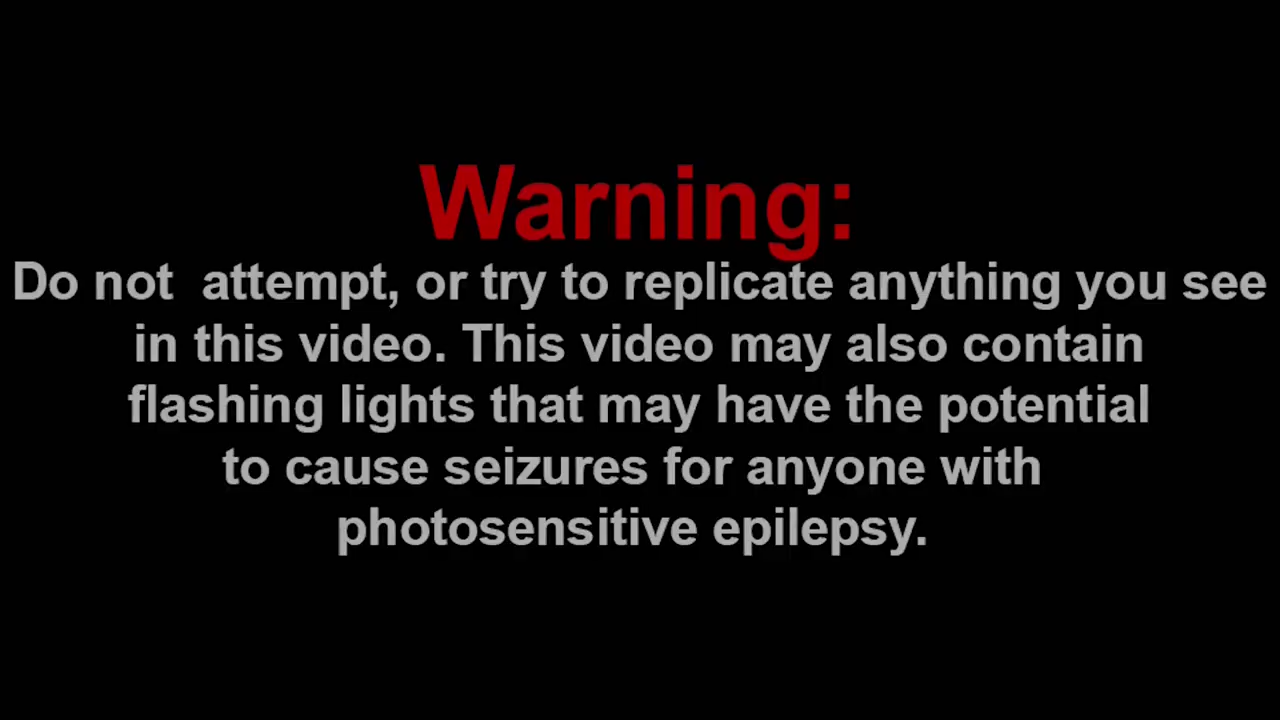 Warning:
Do not  attempt, or try to replicate anything you see
in this video. This video may also contain
flashing lights that may have the potential
to cause seizures for anyone with
photosensitive epilepsy.